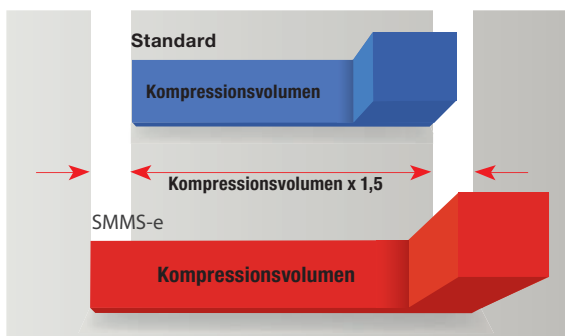 Standard
Kompressionsvolumen
Kompressionsvolumen x 1,5
SMMS-e
Kompressionsvolumen